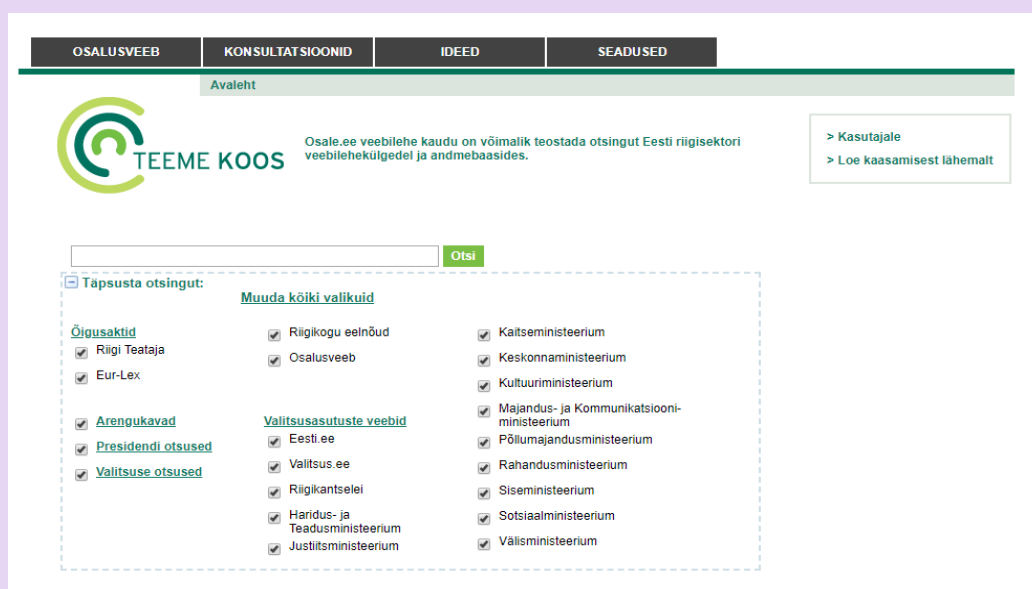 OSALUSVEEB
KONSULTATSIOONID
IDEED
SEADUSED
Avaleht
TEEME KOOS
Osale.ee veebilehe kaudu on võimalik teostada otsingut Eesti riigisektori
veebilehekülgedel ja andmebaasides.
> Kasutajale
> Loe kaasamisest lähemalt
Otsi
Täpsusta otsingut:
Muuda kõiki valikuid
Õigusaktid
Riigi Teataja
Eur-Lex
Arengukavad
Presidendi otsused
Valitsuse otsused
Riigikogu eelnõud
Osalusveeb
Valitsusasutuste veebid
Eesti.ee
Valitsus.ee
Riigikantselei
Haridus- ja
Teadusministeerium
Justiitsministeerium
Kaitseministeerium
Keskonnaministeerium
Kultuuriministeerium
Majandus- ja Kommunikatsiooni-
ministeerium
Põllumajandusministeerium
Rahandusministeerium
Siseministeerium
Sotsiaalministeerium
Välisministeerium